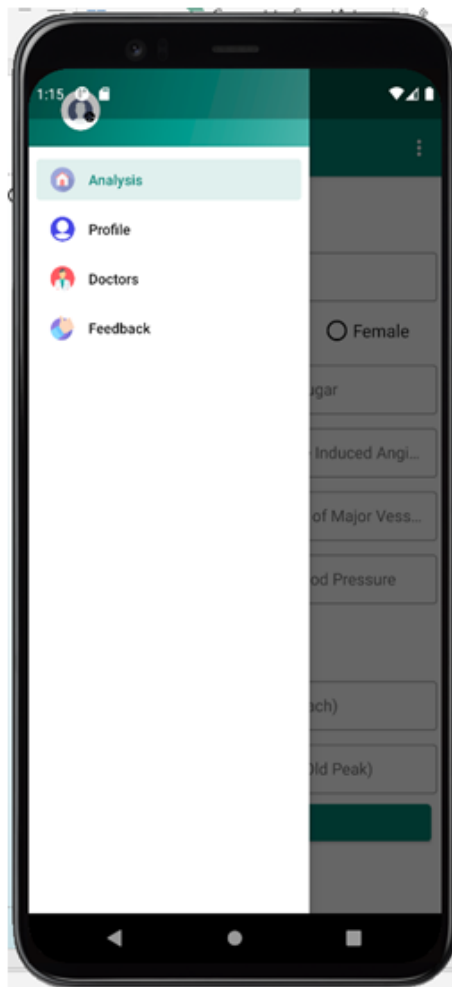 1:15
Analysis
Profile
Doctors
Feedback
Female
ugar
Induced Angi...
of Major Vess...
od Pressure
ach)
Old Peak)